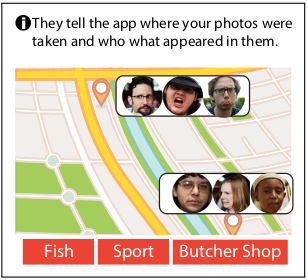 They tell the app where your photos were
taken and who what appeared in them.
Fish
Sport
Butcher Shop